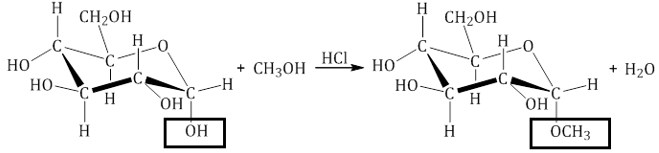 H CH₂OH H
C O
HO C H
HO C C C
H H OH
OH
+ CH₃OH
HCl
H CH₂OH H
C O
HO C H
HO C C C
H H OH
OCH₃
+ H₂O